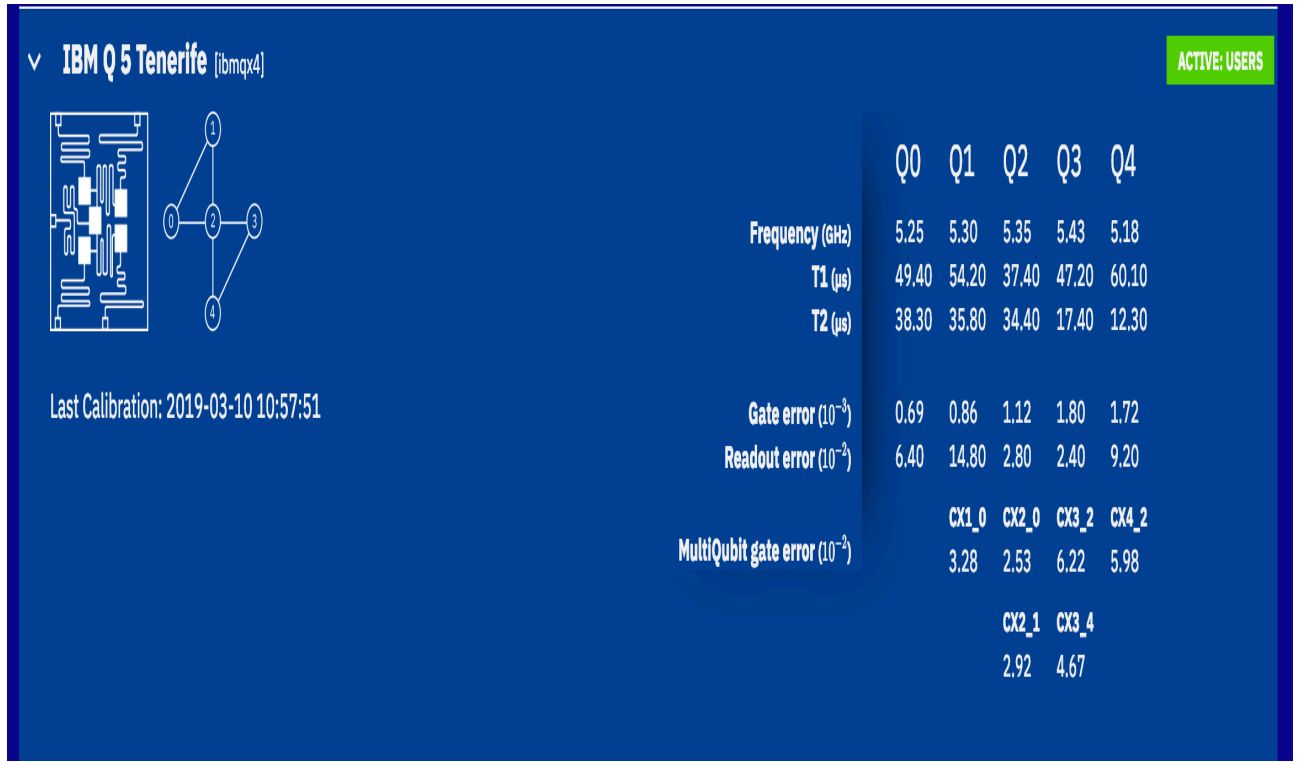 IBM Q 5 Tenerife [ibmqx4]
ACTIVE: USERS
1
0 2 3
4
Last Calibration: 2019-03-10 10:57:51
Q0 Q1 Q2 Q3 Q4
Frequency (GHz) 5.25 5.30 5.35 5.43 5.18
T1 (µs) 49.40 54.20 37.40 47.20 60.10
T2 (µs) 38.30 35.80 34.40 17.40 12.30
Gate error (10⁻³) 0.69 0.86 1.12 1.80 1.72
Readout error (10⁻²) 6.40 14.80 2.80 2.40 9.20
CX1_0 CX2_0 CX3_2 CX4_2
MultiQubit gate error (10⁻²) 3.28 2.53 6.22 5.98
CX2_1 CX3_4
2.92 4.67